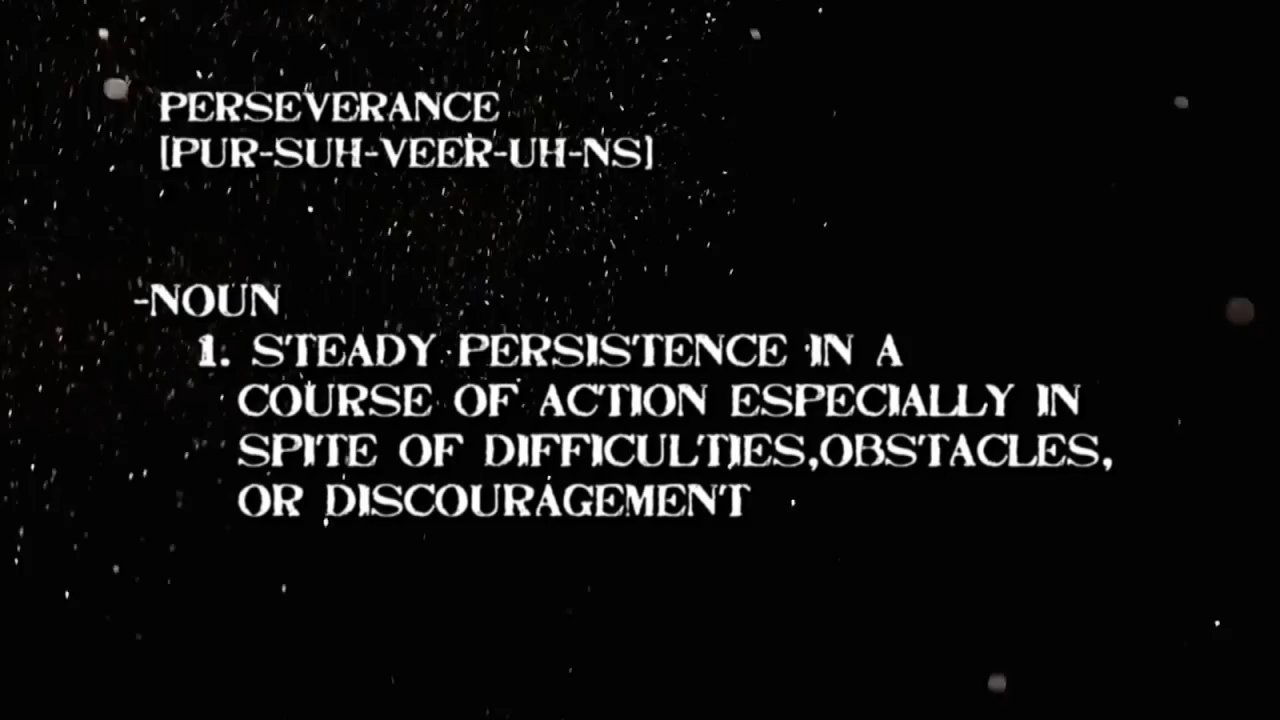 PERSEVERANCE
[PUR-SUH-VEER-UH-NS]
-NOUN
1. STEADY PERSISTENCE IN A
COURSE OF ACTION ESPECIALLY IN
SPITE OF DIFFICULTIES,OBSTACLES,
OR DISCOURAGEMENT